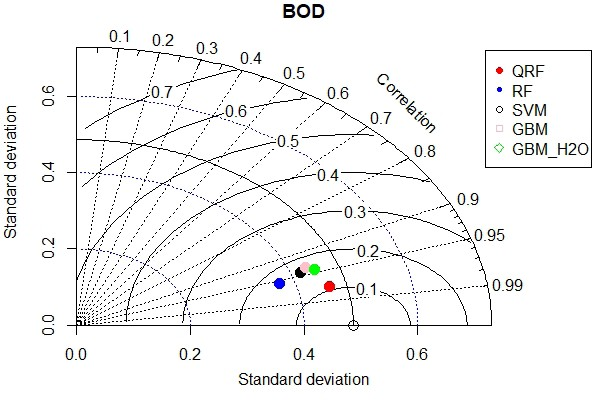 BOD
0.1 0.2 0.3 0.4 0.5 0.6 0.7 0.8 0.9 0.95 0.99
Correlation
QRF
RF
SVM
GBM
GBM_H2O
0.7
0.6
0.5
0.4
0.3
0.2
0.1
Standard deviation
0.6
0.4
0.2
0.0
0.0 0.2 0.4 0.6
Standard deviation